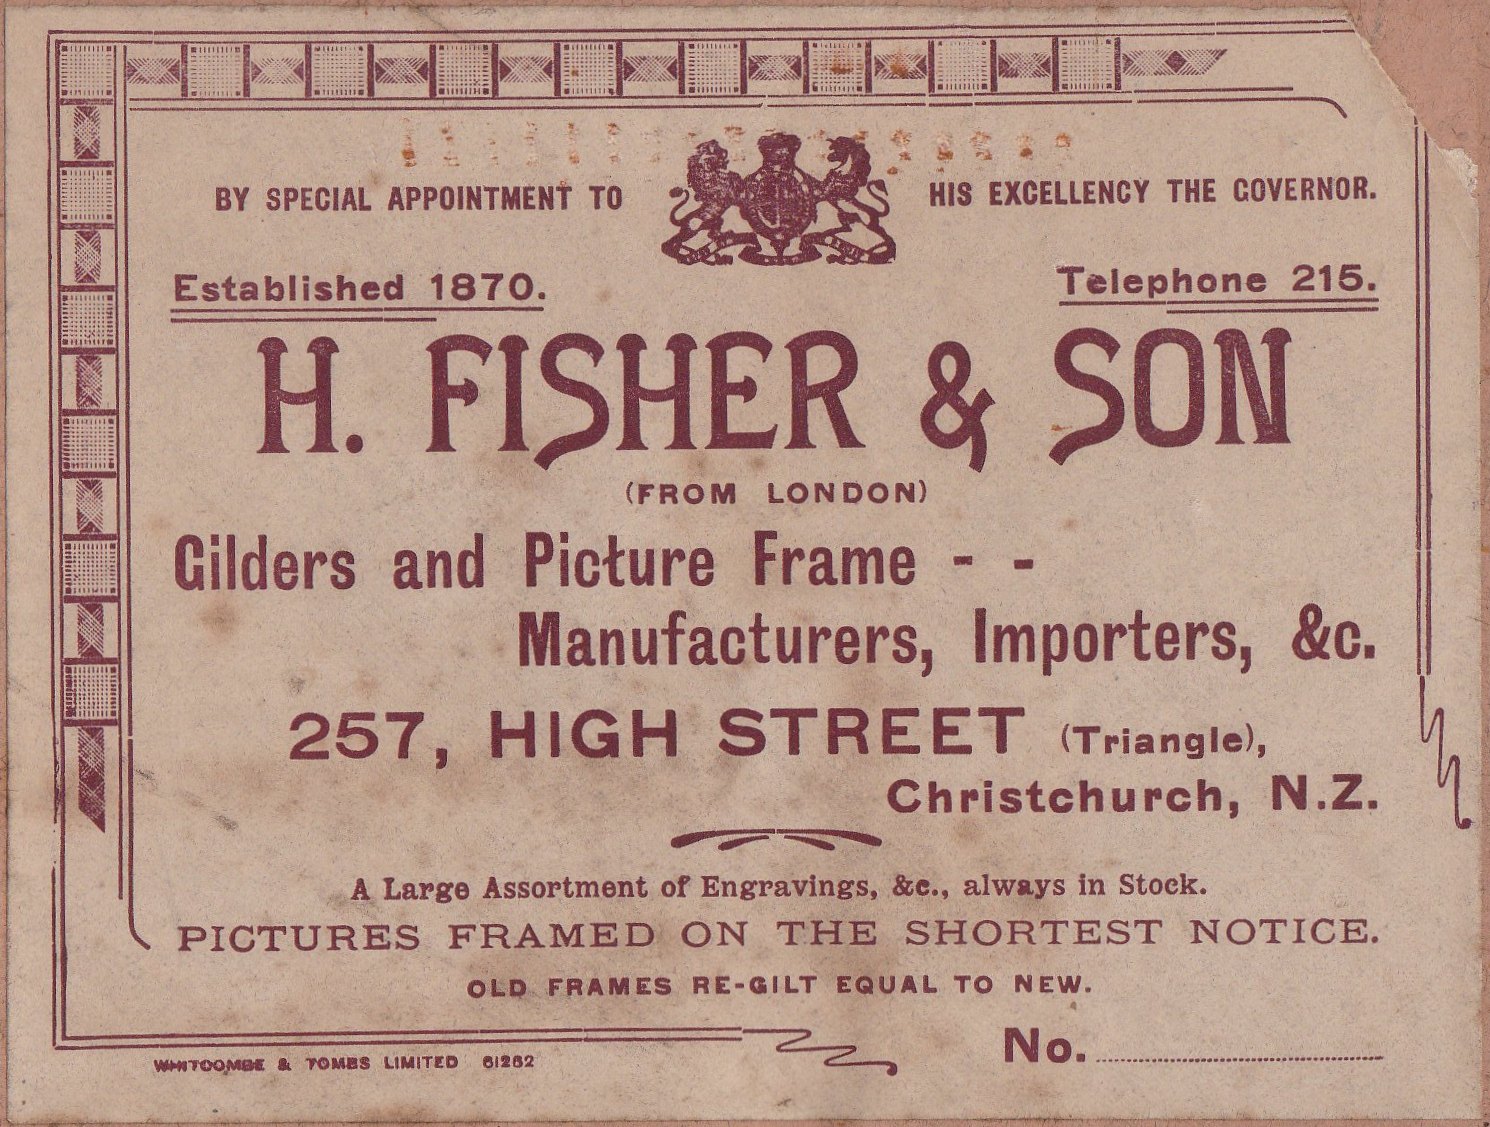 BY SPECIAL APPOINTMENT TO HIS EXCELLENCY THE GOVERNOR.
Established 1870. Telephone 215.
H. FISHER & SON
(FROM LONDON)
Gilders and Picture Frame - -
Manufacturers, Importers, &c.
257, HIGH STREET (Triangle),
Christchurch, N.Z.
A Large Assortment of Engravings, &c., always in Stock.
PICTURES FRAMED ON THE SHORTEST NOTICE.
OLD FRAMES RE-GILT EQUAL TO NEW.
No.
WHITCOMBE & TOMBS LIMITED 61262